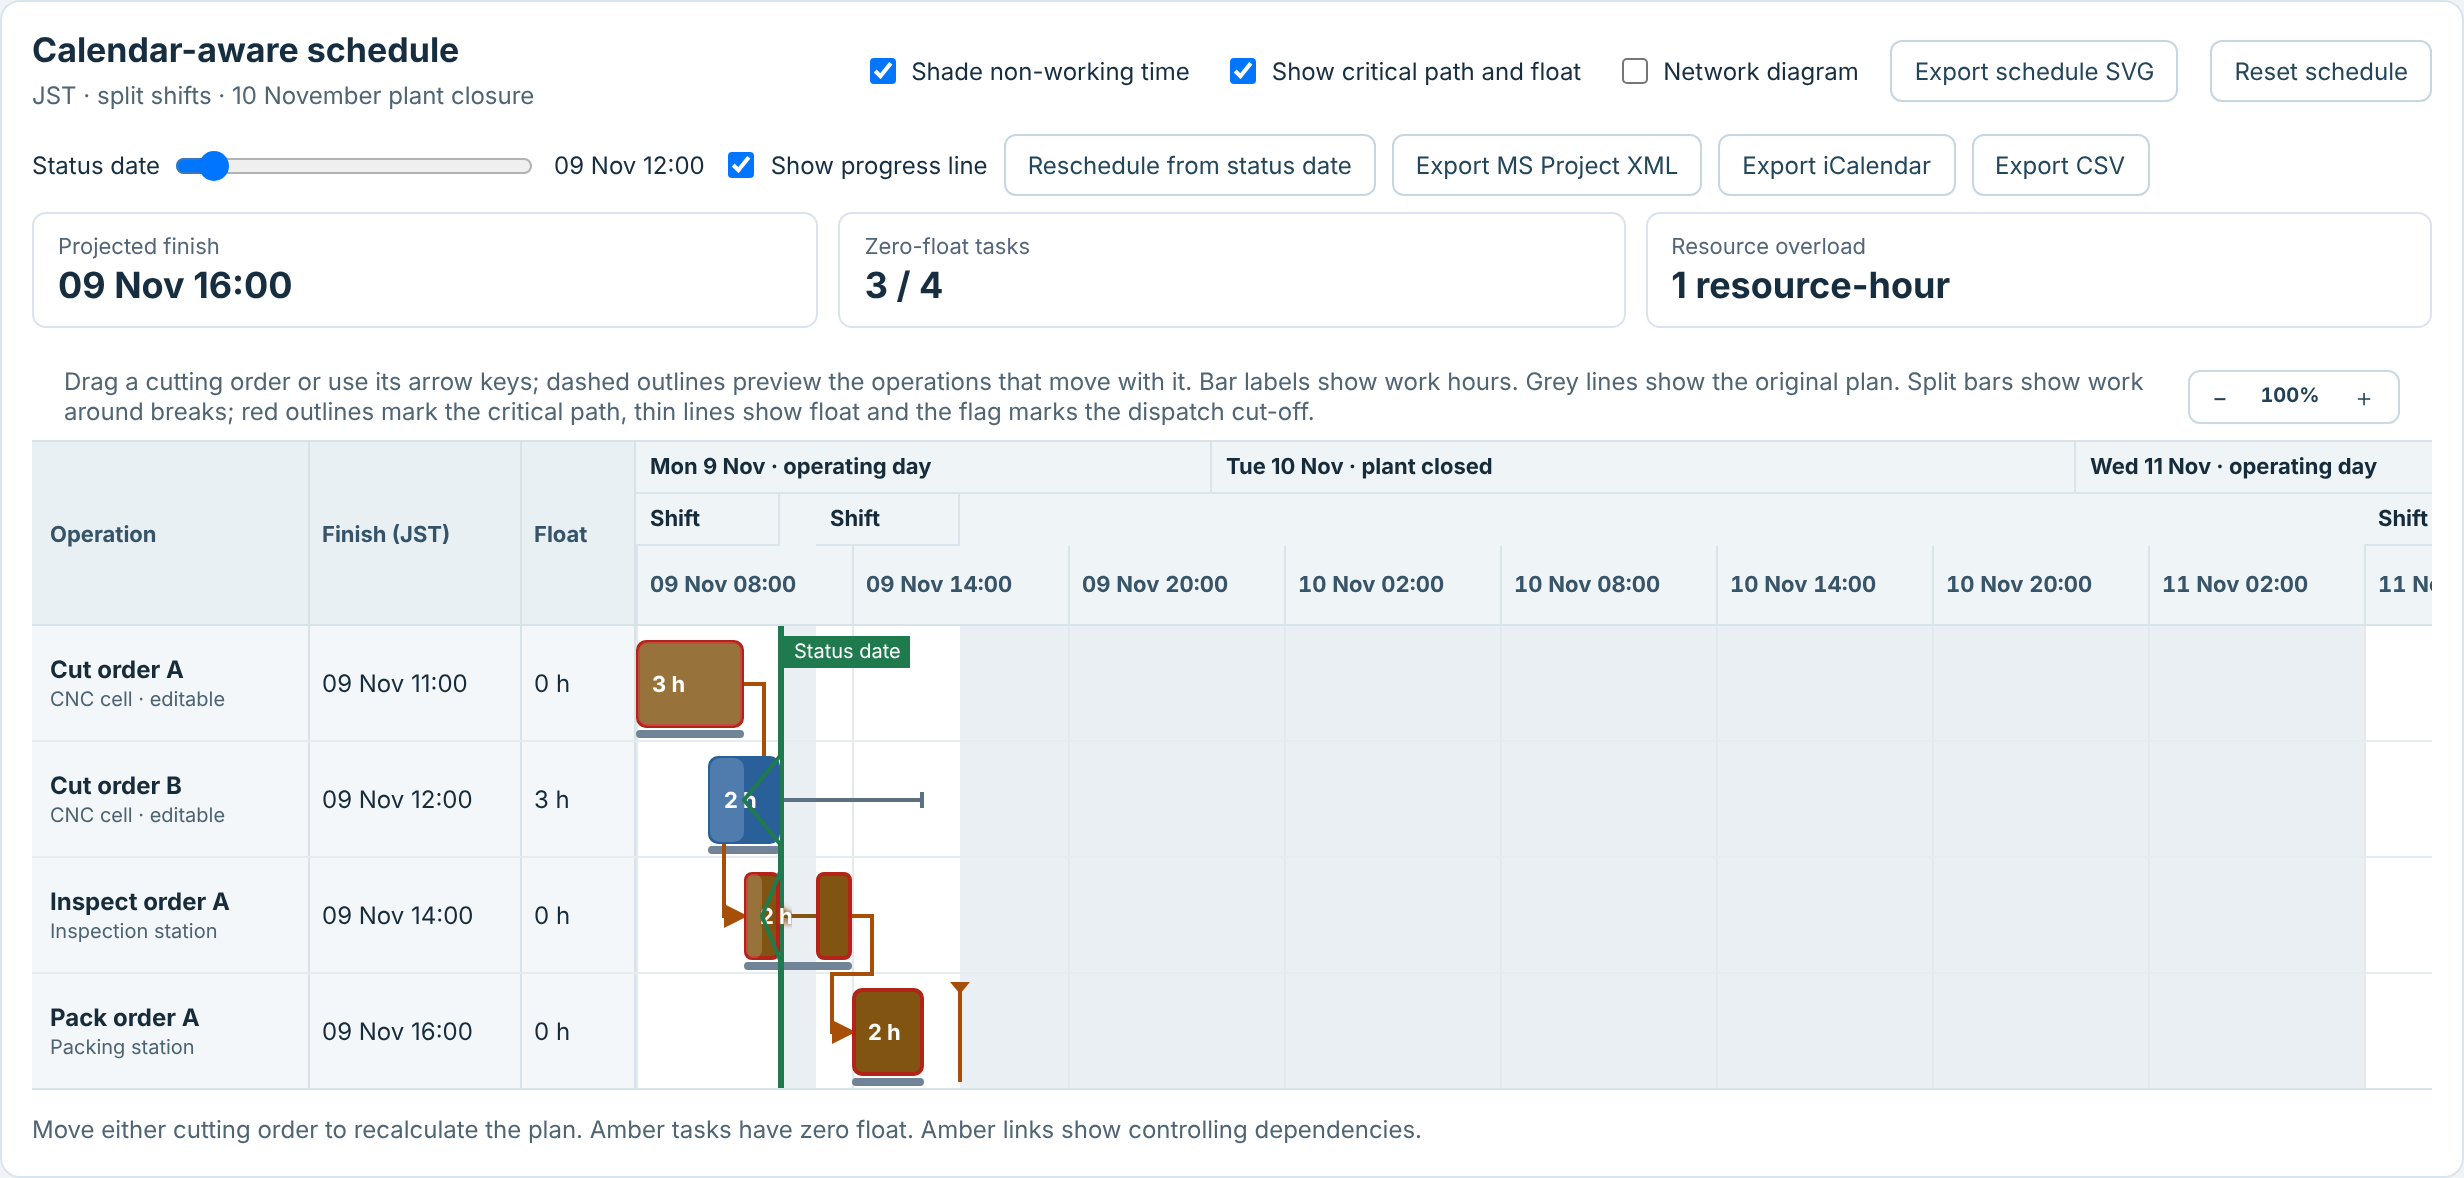 Calendar-aware schedule
JST · split shifts · 10 November plant closure
Shade non-working time
Show critical path and float
Network diagram
Export schedule SVG
Reset schedule
Status date
09 Nov 12:00
Show progress line
Reschedule from status date
Export MS Project XML
Export iCalendar
Export CSV
Projected finish
09 Nov 16:00
Zero-float tasks
3 / 4
Resource overload
1 resource-hour
Drag a cutting order or use its arrow keys; dashed outlines preview the operations that move with it. Bar labels show work hours. Grey lines show the original plan. Split bars show work
around breaks; red outlines mark the critical path, thin lines show float and the flag marks the dispatch cut-off.
– 100% +
Operation
Finish (JST)
Float
Mon 9 Nov · operating day
Tue 10 Nov · plant closed
Wed 11 Nov · operating day
Shift
Shift
Shift
09 Nov 08:00
09 Nov 14:00
09 Nov 20:00
10 Nov 02:00
10 Nov 08:00
10 Nov 14:00
10 Nov 20:00
11 Nov 02:00
11
Status date
Cut order A
CNC cell · editable
09 Nov 11:00
0 h
3 h
Cut order B
CNC cell · editable
09 Nov 12:00
3 h
2 h
Inspect order A
Inspection station
09 Nov 14:00
0 h
2 h
Pack order A
Packing station
09 Nov 16:00
0 h
2 h
Move either cutting order to recalculate the plan. Amber tasks have zero float. Amber links show controlling dependencies.